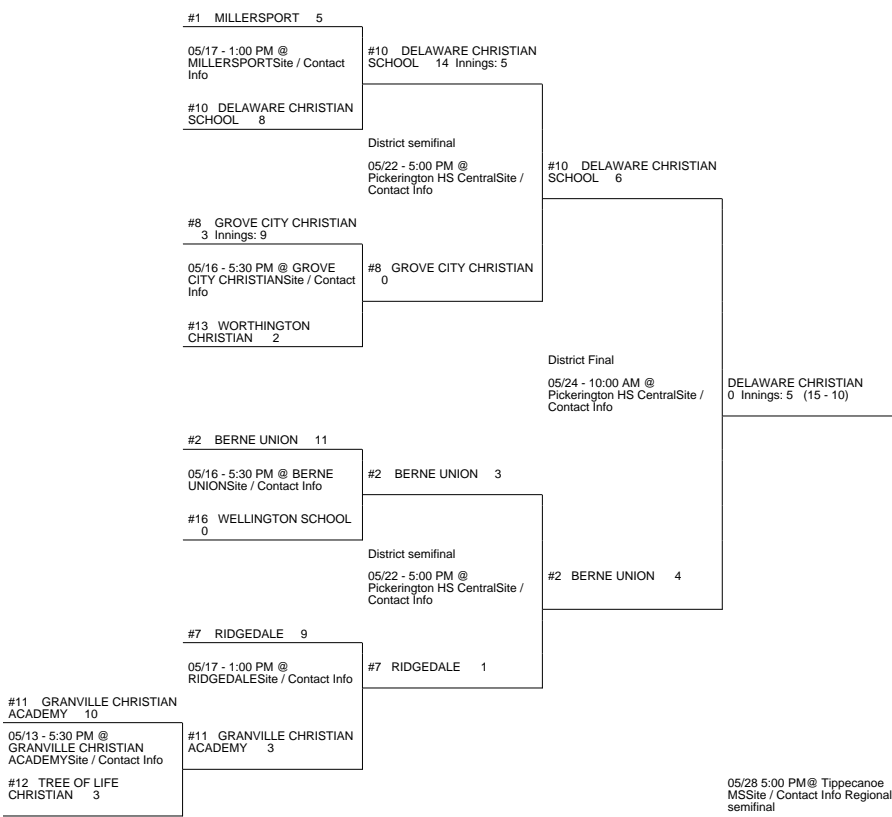 #1 MILLERSPORT 5
05/17 - 1:00 PM @
MILLERSPORTSite / Contact
Info
#10 DELAWARE CHRISTIAN
SCHOOL 8
#10 DELAWARE CHRISTIAN
SCHOOL 14 Innings: 5
District semifinal
05/22 - 5:00 PM @
Pickerington HS CentralSite /
Contact Info
#8 GROVE CITY CHRISTIAN
3 Innings: 9
05/16 - 5:30 PM @ GROVE
CITY CHRISTIANSite / Contact
Info
#13 WORTHINGTON
CHRISTIAN 2
#8 GROVE CITY CHRISTIAN
0
#10 DELAWARE CHRISTIAN
SCHOOL 6
District Final
05/24 - 10:00 AM @
Pickerington HS CentralSite /
Contact Info
DELAWARE CHRISTIAN
0 Innings: 5 (15 - 10)
#2 BERNE UNION 11
05/16 - 5:30 PM @ BERNE
UNIONSite / Contact Info
#16 WELLINGTON SCHOOL
0
#2 BERNE UNION 3
District semifinal
05/22 - 5:00 PM @
Pickerington HS CentralSite /
Contact Info
#2 BERNE UNION 4
#7 RIDGEDALE 9
05/17 - 1:00 PM @
RIDGEDALESite / Contact Info
#7 RIDGEDALE 1
#11 GRANVILLE CHRISTIAN
ACADEMY 10
05/13 - 5:30 PM @
GRANVILLE CHRISTIAN
ACADEMYSite / Contact Info
#12 TREE OF LIFE
CHRISTIAN 3
#11 GRANVILLE CHRISTIAN
ACADEMY 3
05/28 5:00 PM@ Tippecanoe
MSSite / Contact Info Regional
semifinal